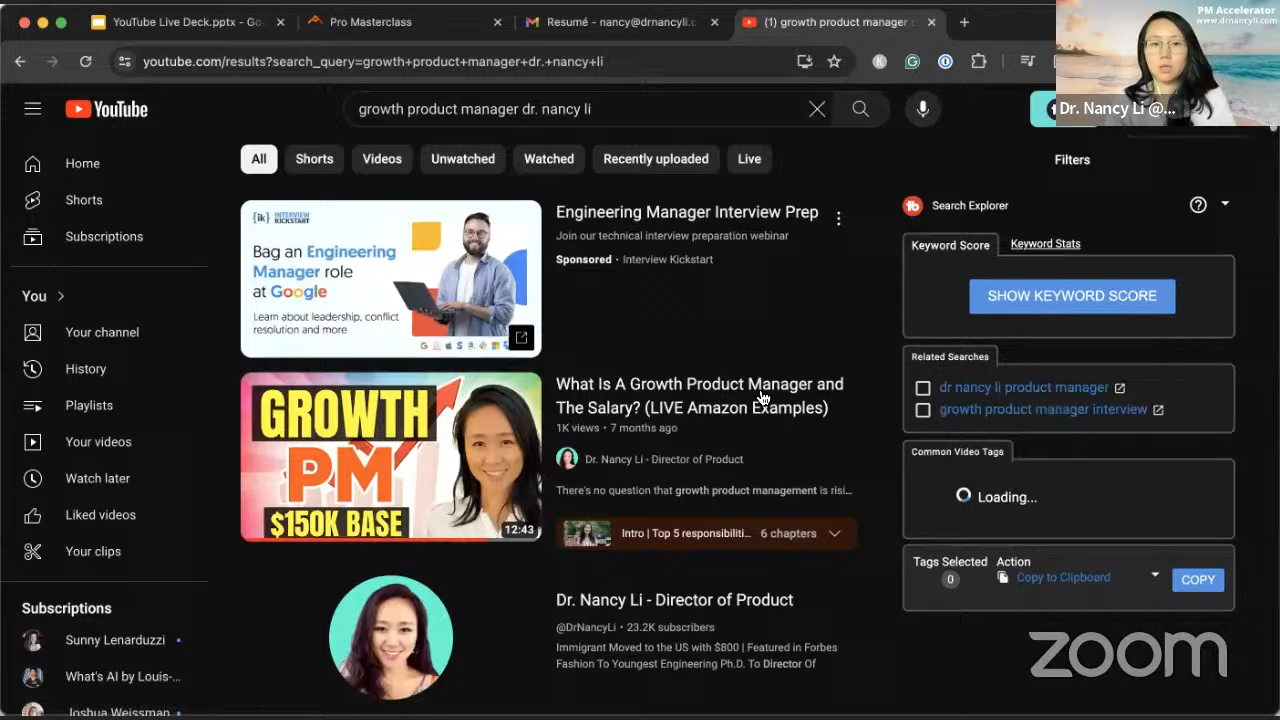 YouTube Live Deck.pptx - Go
Pro Masterclass
Resumé - nancy@drnancyli.c
(1) growth product manager
PM Accelerator
www.drnancyli.com
youtube.com/results?search_query=growth+product+manager+dr.+nancy+li
Dr. Nancy Li @...
YouTube
growth product manager dr. nancy li
All
Shorts
Videos
Unwatched
Watched
Recently uploaded
Live
Filters
Home
Shorts
Subscriptions
You
Your channel
History
Playlists
Your videos
Watch later
Liked videos
Your clips
Subscriptions
Sunny Lenarduzzi
What's AI by Louis-...
Joshua Weissman
{ik} INTERVIEW KICKSTART
Bag an Engineering
Manager role
at Google
Learn about leadership, conflict
resolution and more
Engineering Manager Interview Prep
Join our technical interview preparation webinar
Sponsored · Interview Kickstart
GROWTH
PM
$150K BASE
12:43
What Is A Growth Product Manager and
The Salary? (LIVE Amazon Examples)
1K views · 7 months ago
Dr. Nancy Li - Director of Product
There's no question that growth product management is risi...
Intro | Top 5 responsibiliti... 6 chapters
Dr. Nancy Li - Director of Product
@DrNancyLi · 23.2K subscribers
Immigrant Moved to the US with $800 | Featured in Forbes
Fashion To Youngest Engineering Ph.D. To Director Of
tb Search Explorer
Keyword Score
Keyword Stats
SHOW KEYWORD SCORE
Related Searches
dr nancy li product manager
growth product manager interview
Common Video Tags
Loading...
Tags Selected
0
Action
Copy to Clipboard
COPY
zoom